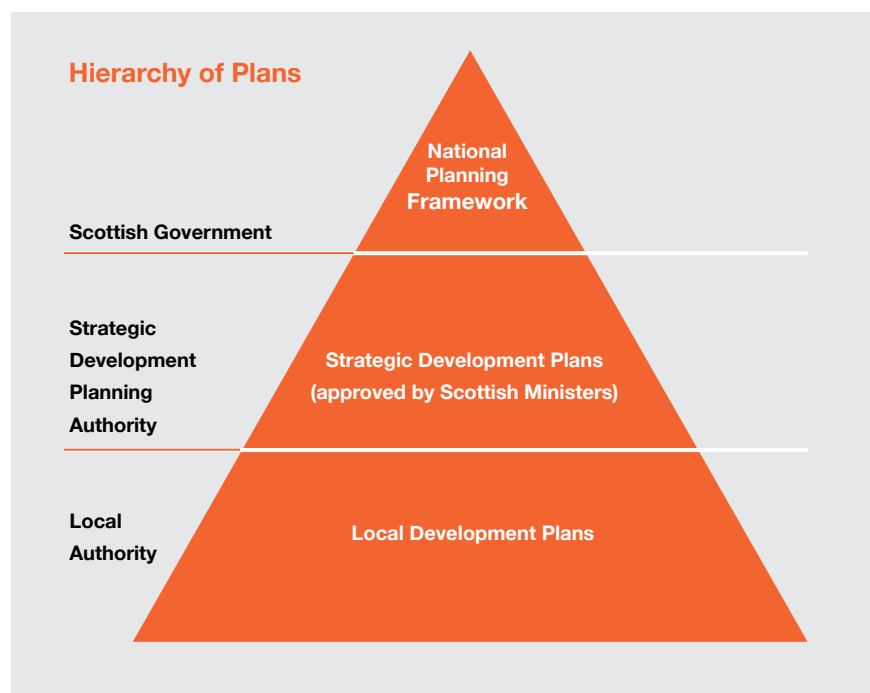 Hierarchy of Plans
National
Planning
Framework
Scottish Government
Strategic
Development
Planning
Authority
Strategic Development Plans
(approved by Scottish Ministers)
Local
Authority
Local Development Plans